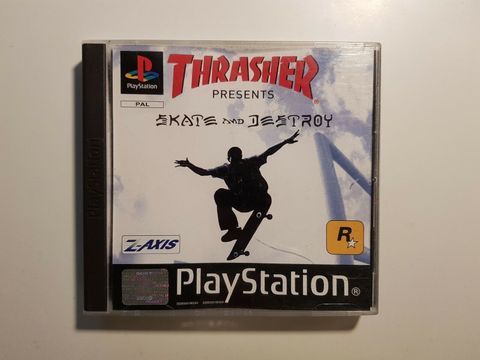 PlayStation
PAL
THRASHER
PRESENTS
SKATE AND DESTROY
Z-AXIS
R
PlayStation
PlayStation